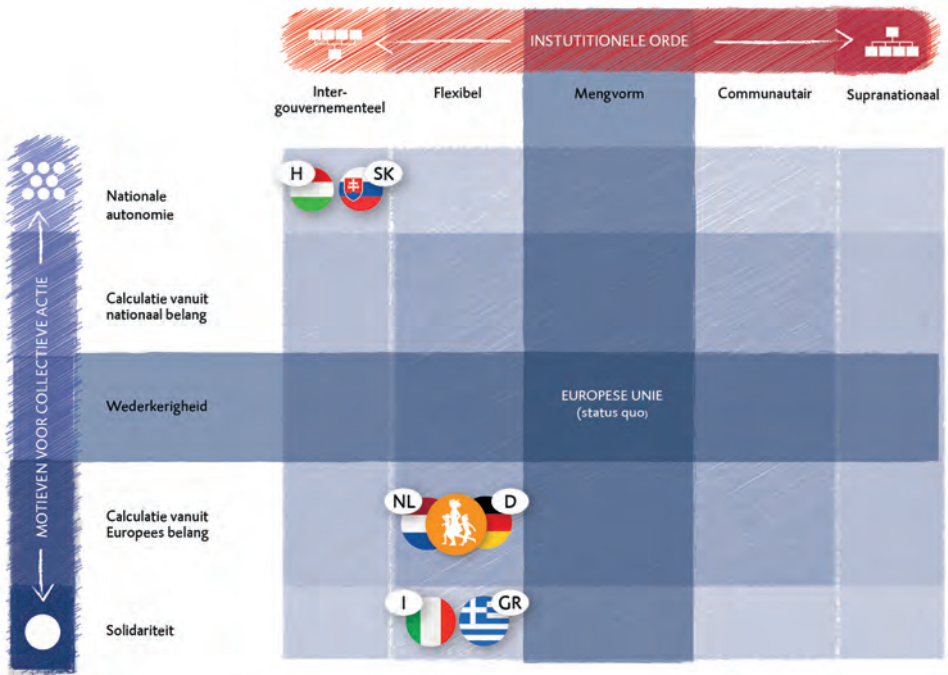 INSTUTITIONELE ORDE
Inter-
gouvernementeel
Flexibel
Mengvorm
Communautair
Supranationaal
MOTIEVEN VOOR COLLECTIEVE ACTIE
Nationale
autonomie
H
SK
Calculatie vanuit
nationaal belang
Wederkerigheid
EUROPESE UNIE
(status quo)
Calculatie vanuit
Europees belang
NL
D
Solidariteit
I
GR